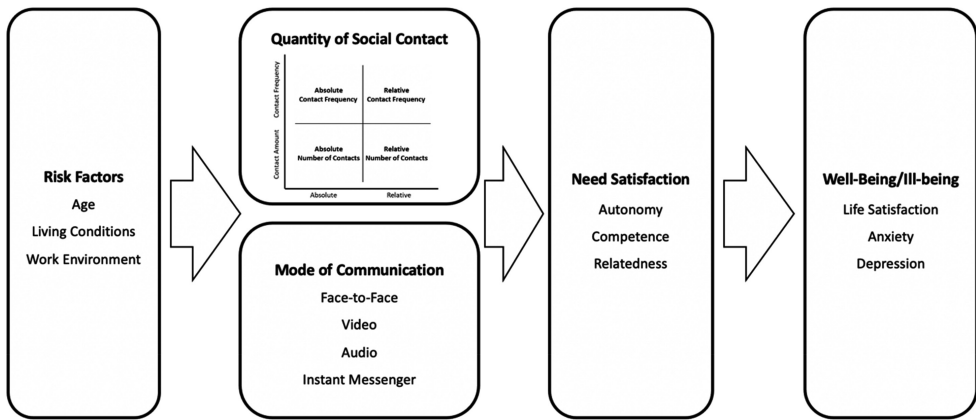 Risk Factors
Age
Living Conditions
Work Environment
Quantity of Social Contact
Contact Frequency
Absolute
Contact Frequency
Relative
Contact Frequency
Contact Amount
Absolute
Number of Contacts
Relative
Number of Contacts
Absolute
Relative
Mode of Communication
Face-to-Face
Video
Audio
Instant Messenger
Need Satisfaction
Autonomy
Competence
Relatedness
Well-Being/Ill-being
Life Satisfaction
Anxiety
Depression